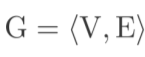 G = ⟨V, E⟩